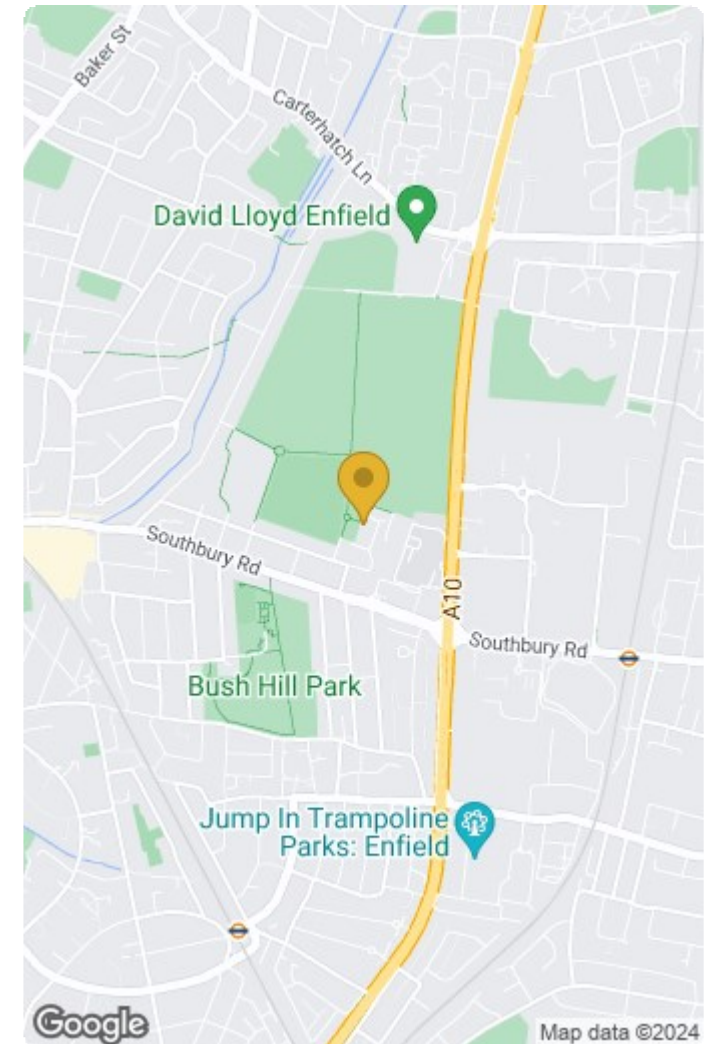 Baker St
Carterhatch Ln
David Lloyd Enfield
Southbury Rd
A10
Southbury Rd
Bush Hill Park
Jump In Trampoline
Parks: Enfield
Google
Map data ©2024